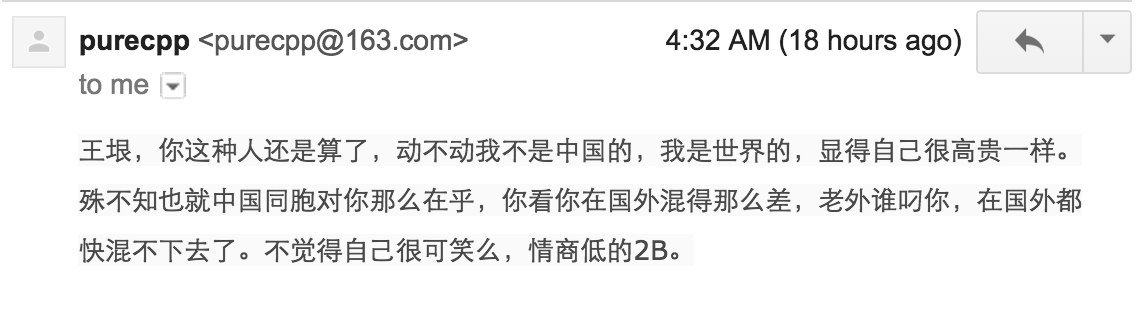 purecpp <purecpp@163.com> 4:32 AM (18 hours ago)
to me
王垠，你这种人还是算了，动不动我不是中国的，我是世界的，显得自己很高贵一样。
殊不知也就中国同胞对你那么在乎，你看你在国外混得那么差，老外谁叼你，在国外都
快混不下去了。不觉得自己很可笑么，情商低的2B。